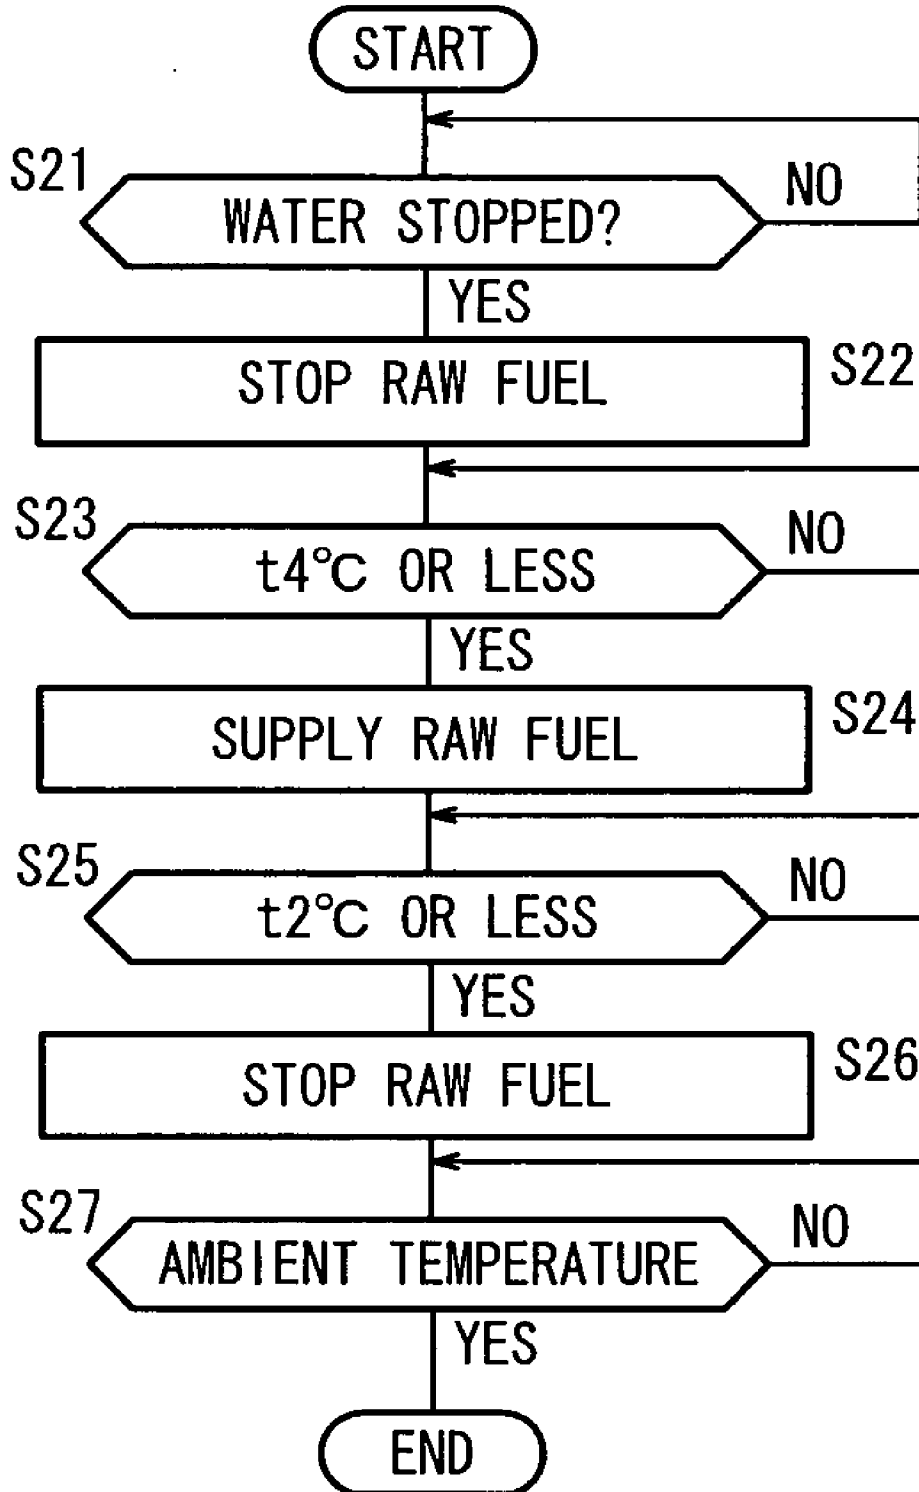 START
S21
WATER STOPPED?
NO
YES
STOP RAW FUEL
S22
S23
t4°C OR LESS
NO
YES
SUPPLY RAW FUEL
S24
S25
t2°C OR LESS
NO
YES
STOP RAW FUEL
S26
S27
AMBIENT TEMPERATURE
NO
YES
END